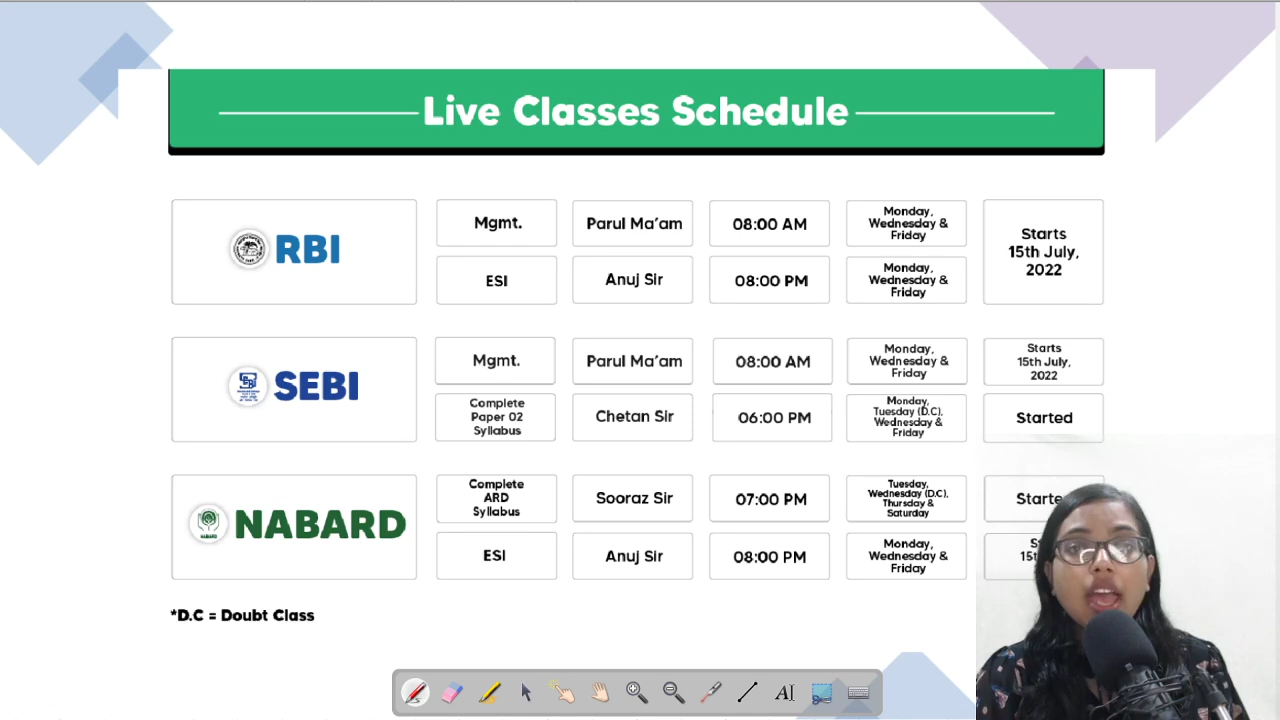 Live Classes Schedule
RBI
Mgmt.
Parul Ma'am
08:00 AM
Monday,
Wednesday &
Friday
Starts
15th July,
2022
ESI
Anuj Sir
08:00 PM
Monday,
Wednesday &
Friday
SEBI
Mgmt.
Parul Ma'am
08:00 AM
Monday,
Wednesday &
Friday
Starts
15th July,
2022
Complete
Paper 02
Syllabus
Chetan Sir
06:00 PM
Monday,
Tuesday (D.C),
Wednesday &
Friday
Started
NABARD
Complete
ARD
Syllabus
Sooraz Sir
07:00 PM
Tuesday,
Wednesday (D.C),
Thursday &
Saturday
ESI
Anuj Sir
08:00 PM
Monday,
Wednesday &
Friday
*D.C = Doubt Class
AI